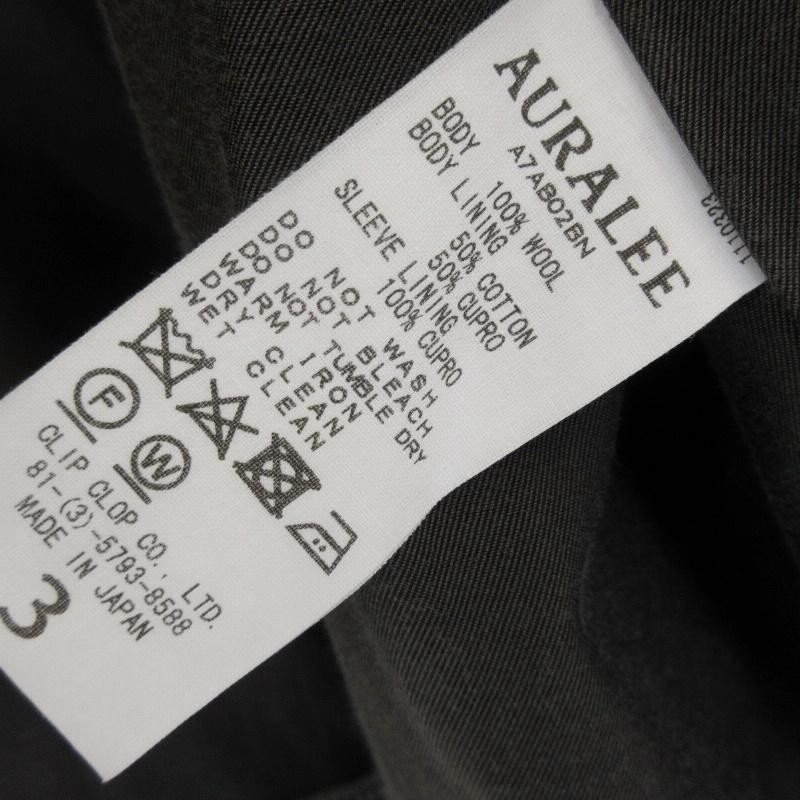 AURALEE
A7AB02BN
BODY 100% WOOL
BODY LINING
50% COTTON
50% CUPRO
SLEEVE LINING
100% CUPRO
DO NOT WASH
DO NOT BLEACH
DO NOT TUMBLE DRY
WARM IRON
DRY CLEAN
WET CLEAN
F
W
CLIP CLOP CO., LTD.
81-(3)-5793-8588
MADE IN JAPAN
3
1110323